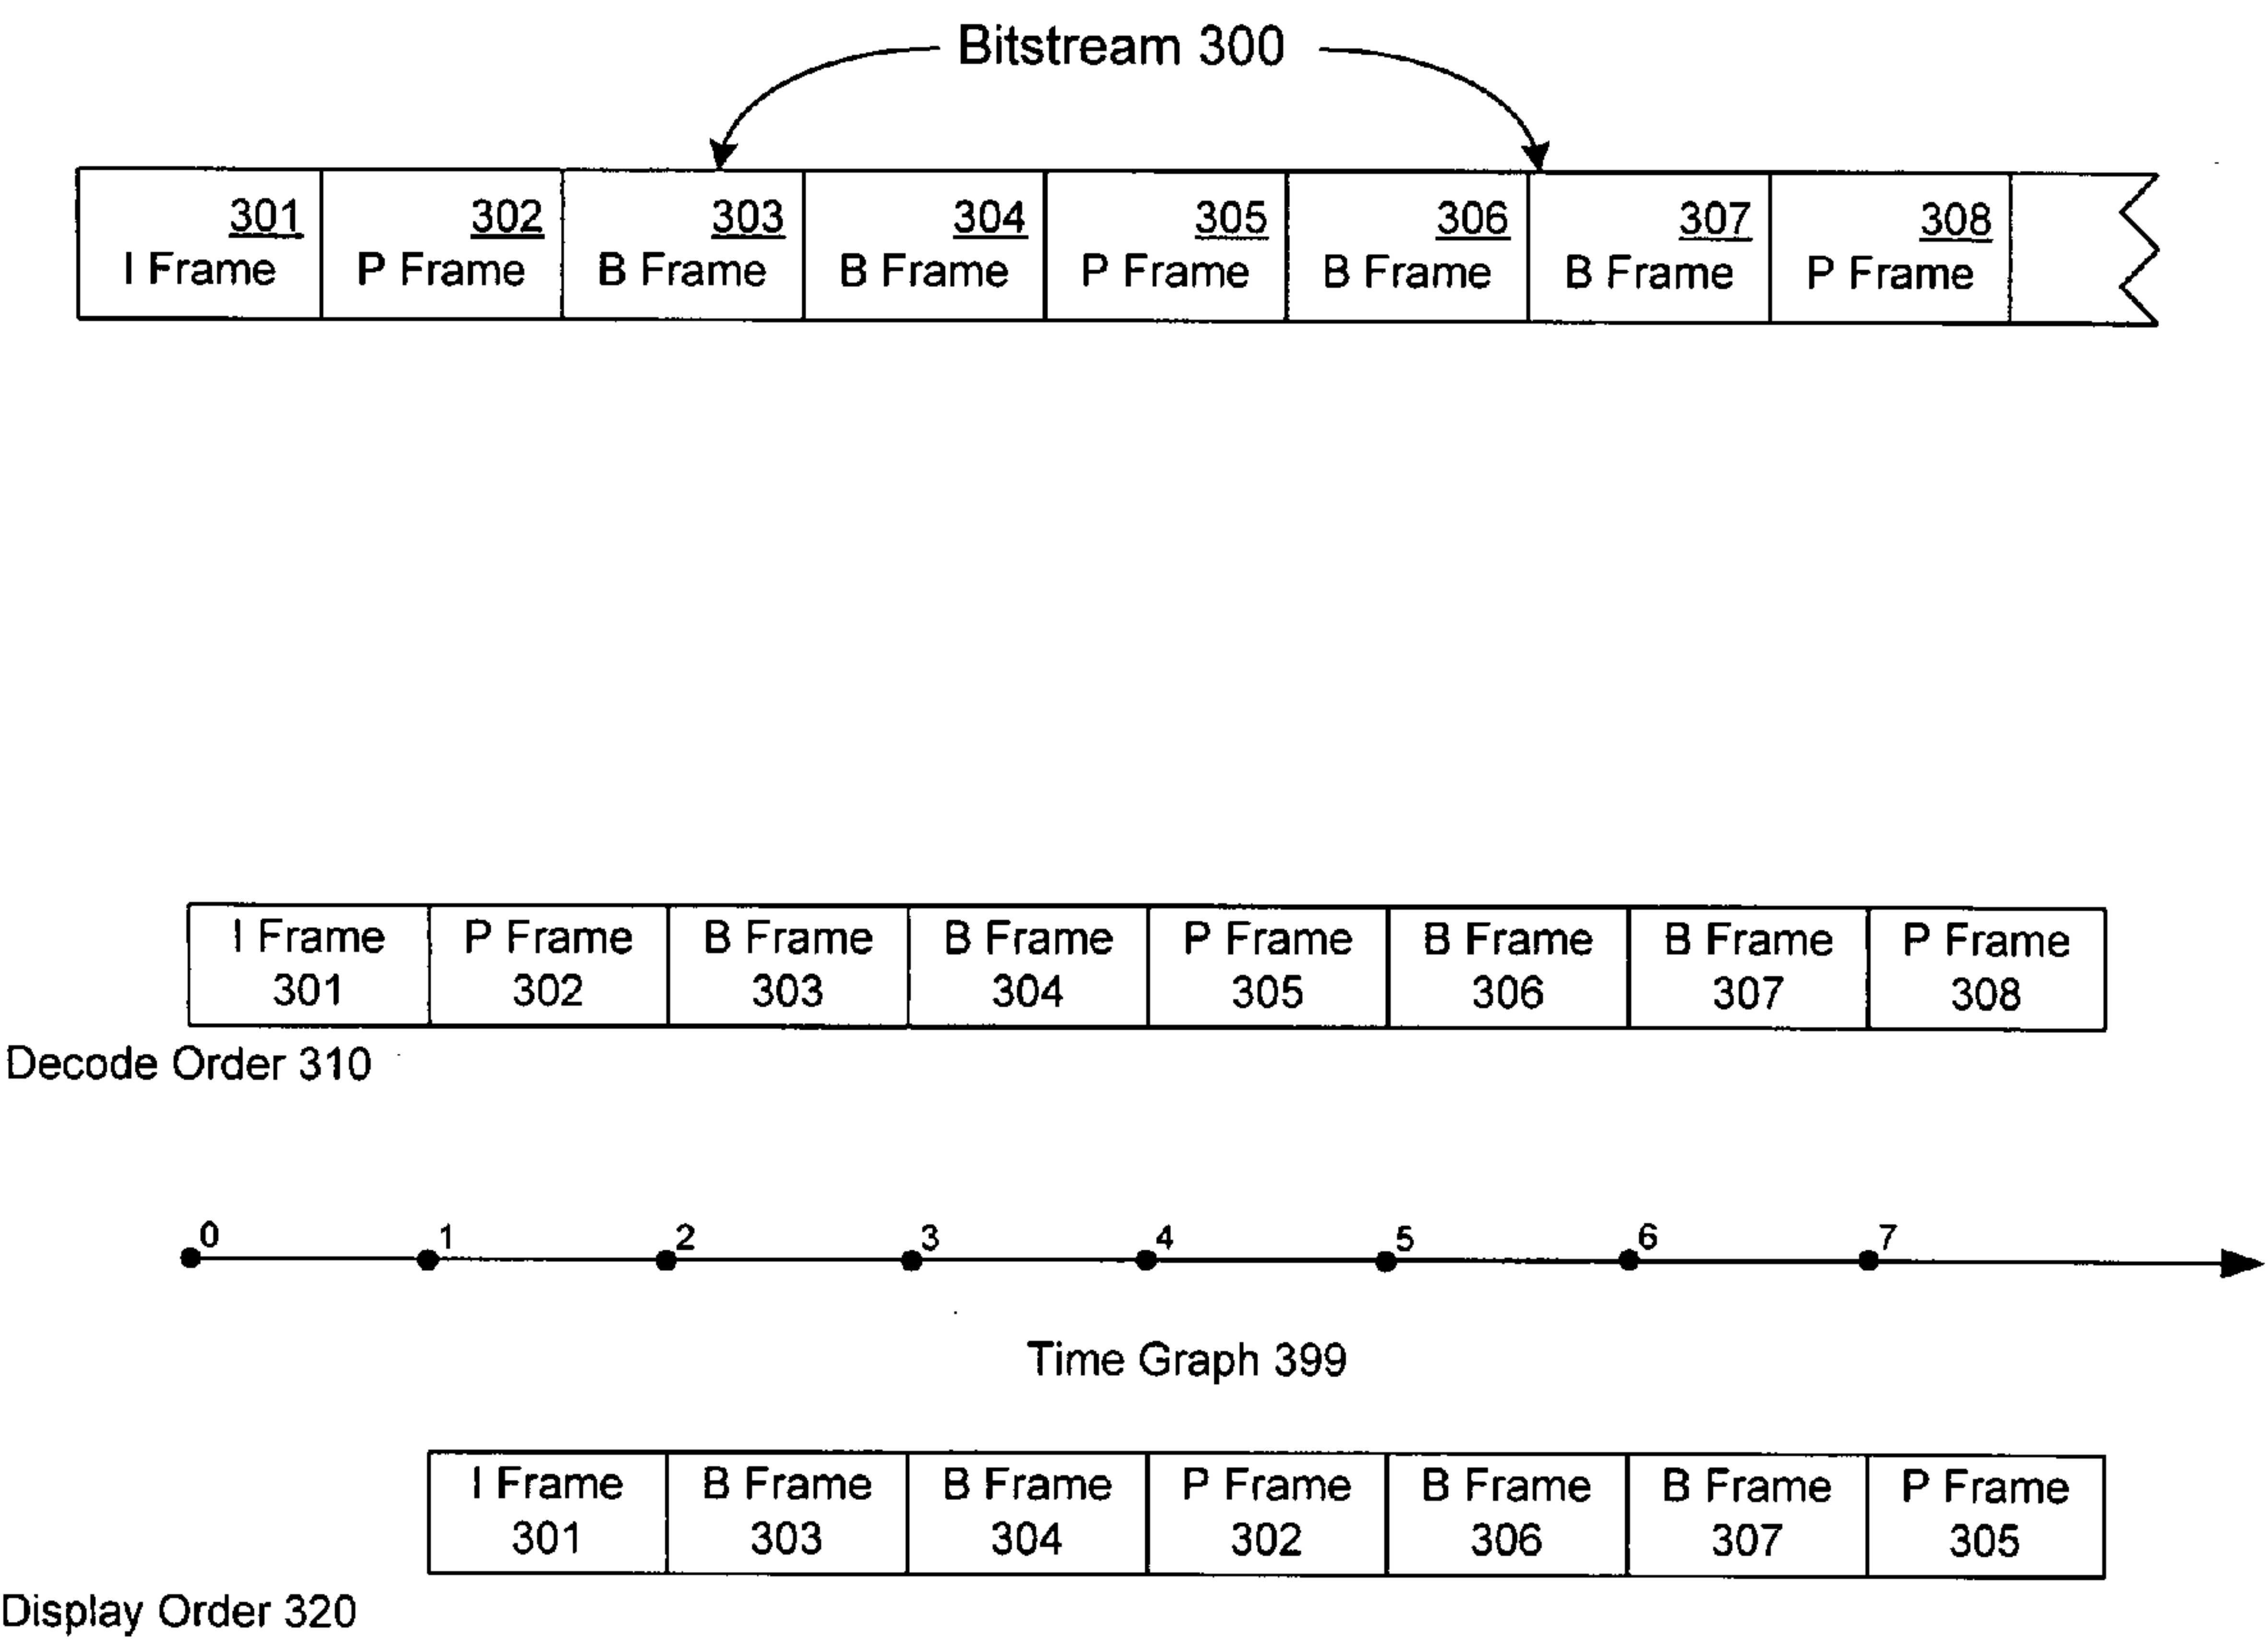 Bitstream 300
301 302 303 304 305 306 307 308
I Frame P Frame B Frame B Frame P Frame B Frame B Frame P Frame
I Frame P Frame B Frame B Frame P Frame B Frame B Frame P Frame
301 302 303 304 305 306 307 308
Decode Order 310
0 1 2 3 4 5 6 7
Time Graph 399
I Frame B Frame B Frame P Frame B Frame B Frame P Frame
301 303 304 302 306 307 305
Display Order 320